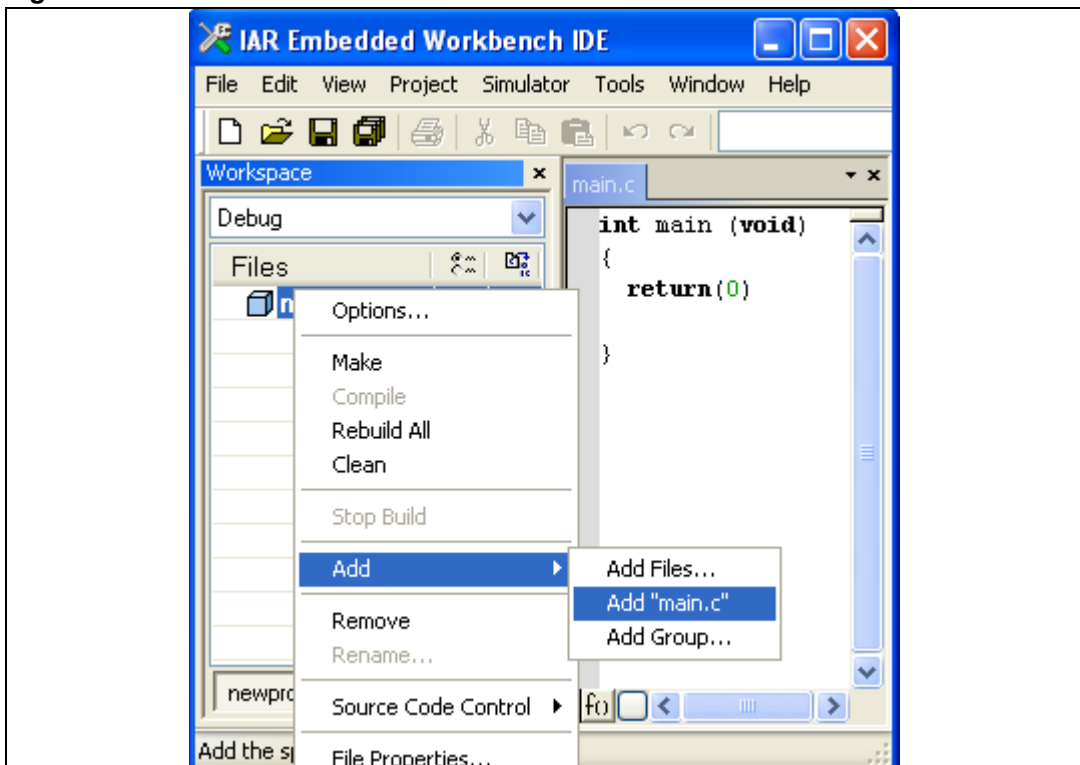 IAR Embedded Workbench IDE
File Edit View Project Simulator Tools Window Help
Workspace
main.c
Debug
Files
int main (void)
{
return(0)
}
Options...
Make
Compile
Rebuild All
Clean
Stop Build
Add
Add Files...
Add "main.c"
Add Group...
Remove
Rename...
Source Code Control
File Properties...
Add the